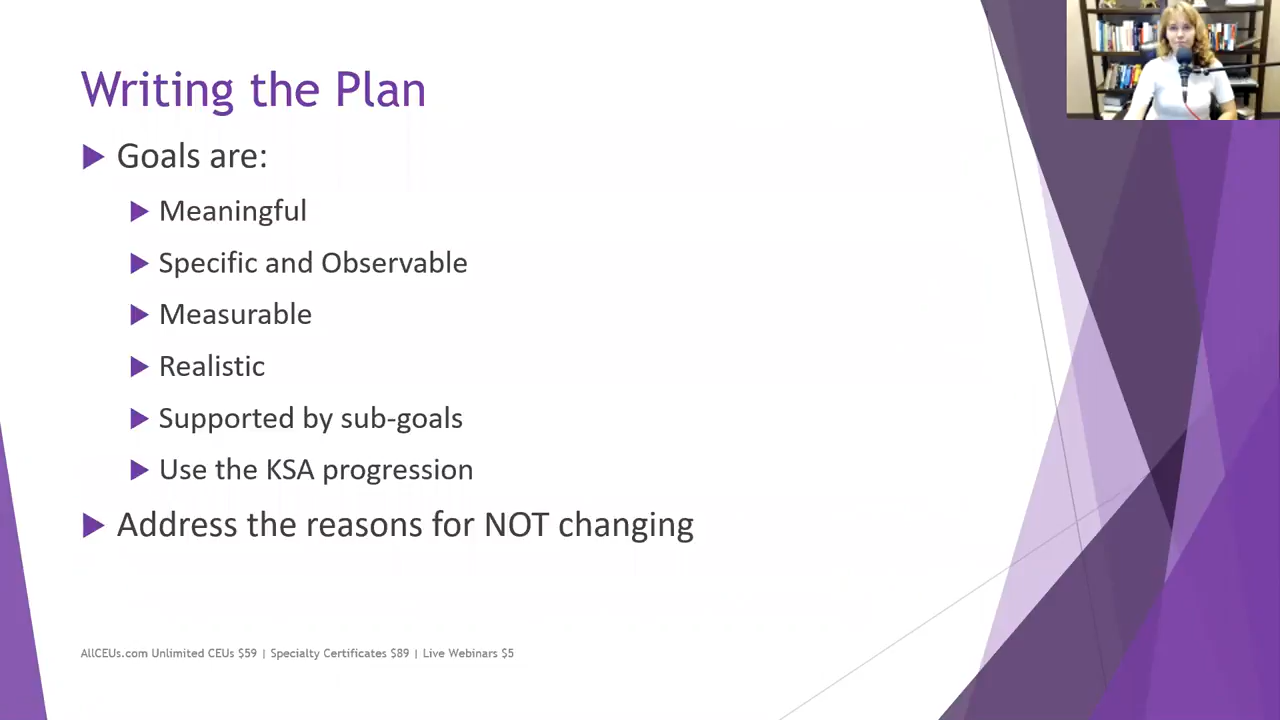 Writing the Plan
Goals are:
Meaningful
Specific and Observable
Measurable
Realistic
Supported by sub-goals
Use the KSA progression
Address the reasons for NOT changing
AllCEUs.com Unlimited CEUs $59 | Specialty Certificates $89 | Live Webinars $5